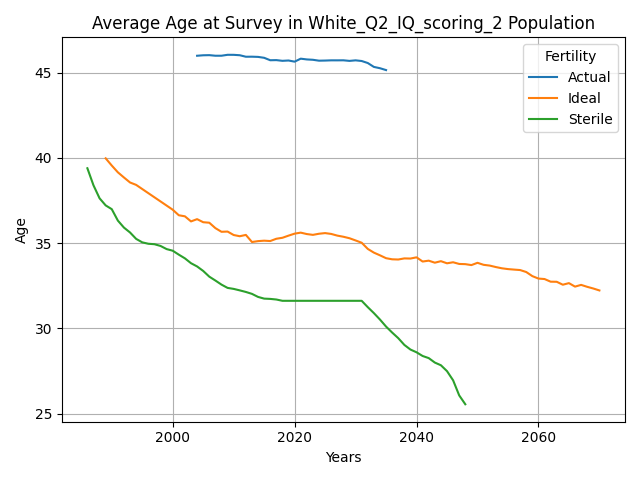 Average Age at Survey in White_Q2_IQ_scoring_2 Population
Fertility
Actual
Ideal
Sterile
Age
45
40
35
30
25
2000
2020
2040
2060
Years